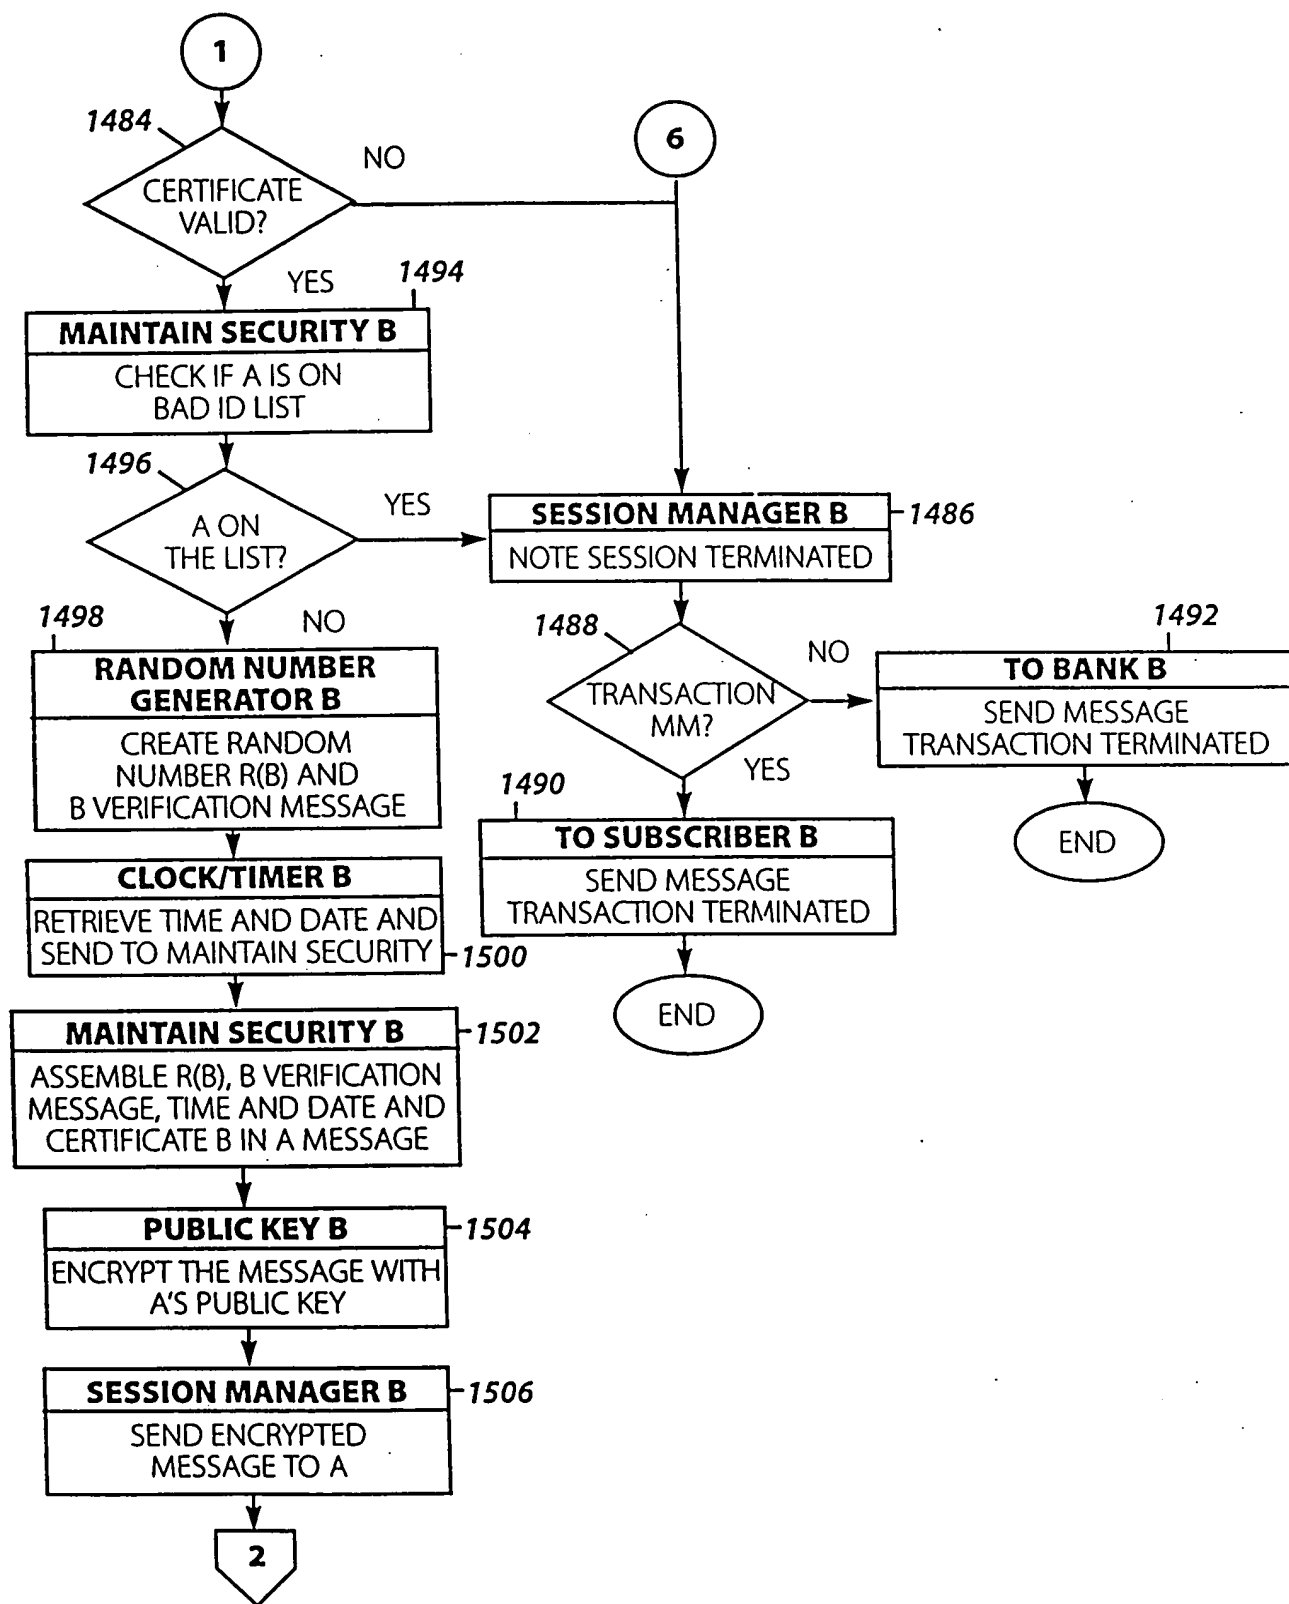 1
1484
CERTIFICATE
VALID?
NO
6
YES
1494
MAINTAIN SECURITY B
CHECK IF A IS ON
BAD ID LIST
1496
A ON
THE LIST?
YES
SESSION MANAGER B
1486
NOTE SESSION TERMINATED
NO
1498
RANDOM NUMBER
GENERATOR B
CREATE RANDOM
NUMBER R(B) AND
B VERIFICATION MESSAGE
1488
TRANSACTION
MM?
NO
1492
TO BANK B
SEND MESSAGE
TRANSACTION TERMINATED
END
YES
1490
TO SUBSCRIBER B
SEND MESSAGE
TRANSACTION TERMINATED
END
CLOCK/TIMER B
RETRIEVE TIME AND DATE AND
SEND TO MAINTAIN SECURITY
1500
MAINTAIN SECURITY B
1502
ASSEMBLE R(B), B VERIFICATION
MESSAGE, TIME AND DATE AND
CERTIFICATE B IN A MESSAGE
PUBLIC KEY B
1504
ENCRYPT THE MESSAGE WITH
A'S PUBLIC KEY
SESSION MANAGER B
1506
SEND ENCRYPTED
MESSAGE TO A
2